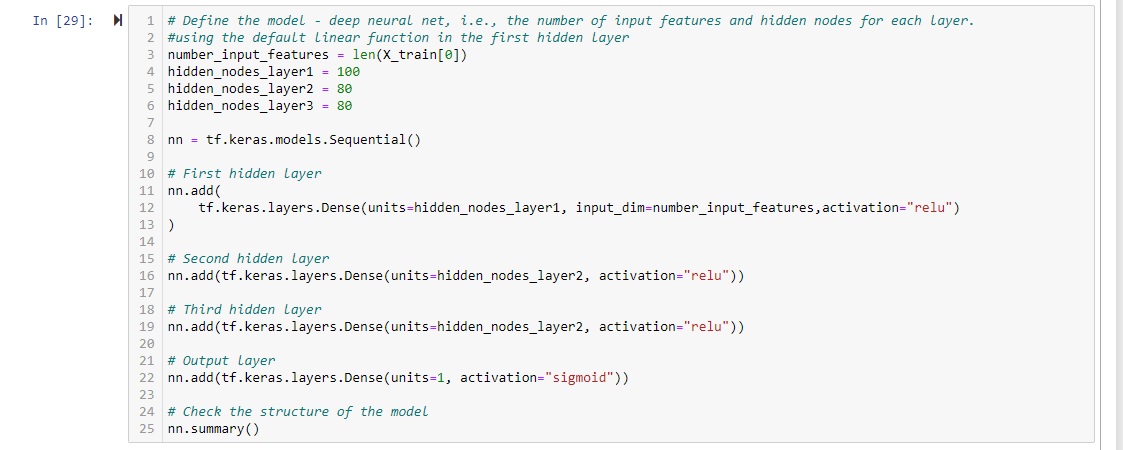 In [29]:
1 # Define the model - deep neural net, i.e., the number of input features and hidden nodes for each layer.
2 #using the default linear function in the first hidden layer
3 number_input_features = len(X_train[0])
4 hidden_nodes_layer1 = 100
5 hidden_nodes_layer2 = 80
6 hidden_nodes_layer3 = 80
7
8 nn = tf.keras.models.Sequential()
9
10 # First hidden layer
11 nn.add(
12     tf.keras.layers.Dense(units=hidden_nodes_layer1, input_dim=number_input_features,activation="relu")
13 )
14
15 # Second hidden layer
16 nn.add(tf.keras.layers.Dense(units=hidden_nodes_layer2, activation="relu"))
17
18 # Third hidden layer
19 nn.add(tf.keras.layers.Dense(units=hidden_nodes_layer2, activation="relu"))
20
21 # Output layer
22 nn.add(tf.keras.layers.Dense(units=1, activation="sigmoid"))
23
24 # Check the structure of the model
25 nn.summary()